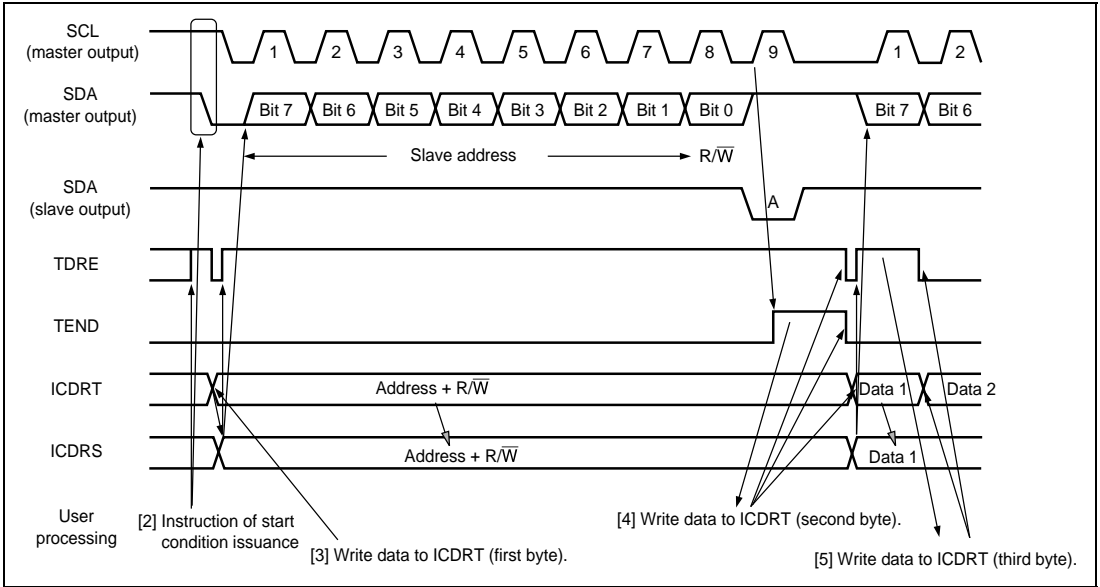 SCL
(master output)
1 2 3 4 5 6 7 8 9 1 2
SDA
(master output)
Bit 7 Bit 6 Bit 5 Bit 4 Bit 3 Bit 2 Bit 1 Bit 0 Bit 7 Bit 6
Slave address R/W̅
SDA
(slave output)
A
TDRE
TEND
ICDRT
Address + R/W̅ Data 1 Data 2
ICDRS
Address + R/W̅ Data 1
User
processing
[2] Instruction of start
condition issuance
[3] Write data to ICDRT (first byte).
[4] Write data to ICDRT (second byte).
[5] Write data to ICDRT (third byte).